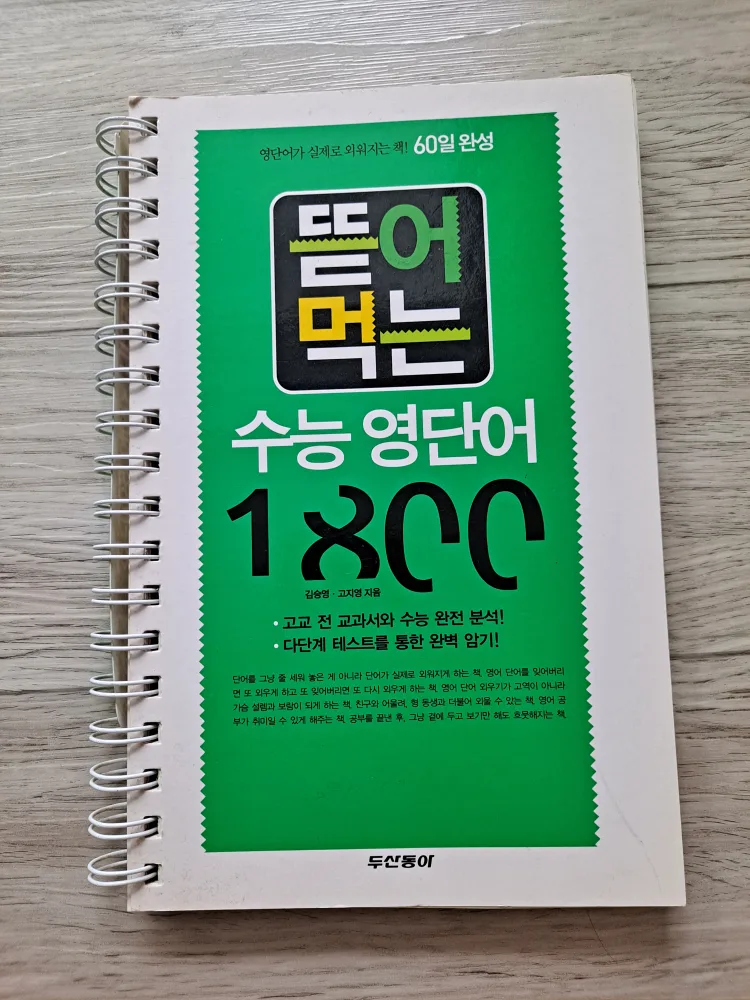 영단어가 실제로 외워지는 책! 60일 완성
뜯어
먹는
수능 영단어
1800
김승영 · 고지영 지음
• 고교 전 교과서와 수능 완전 분석!
• 다단계 테스트를 통한 완벽 암기!
단어를 그냥 줄 세워 놓은 게 아니라 단어가 실제로 외워지게 하는 책, 영어 단어를 잊어버리
면 또 외우게 하고 또 잊어버리면 또 다시 외우게 하는 책, 영어 단어 외우기가 고역이 아니라
가슴 설렘과 보람이 되게 하는 책, 친구와 어울려, 형 동생과 더불어 외울 수 있는 책, 영어 공
부가 취미일 수 있게 해주는 책, 공부를 끝낸 후, 그냥 곁에 두고 보기만 해도 흐뭇해지는 책,
두산동아